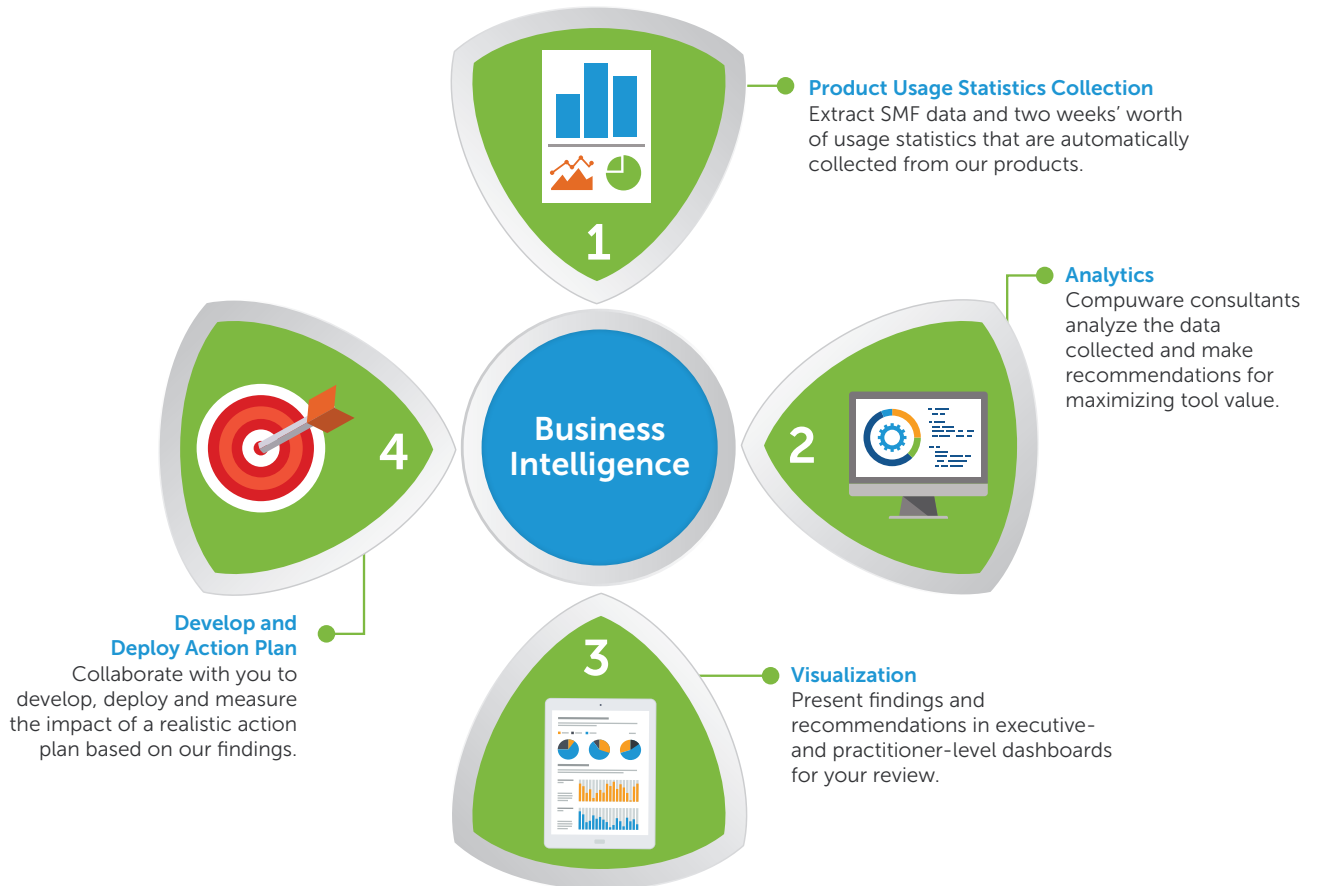 1
Product Usage Statistics Collection
Extract SMF data and two weeks’ worth
of usage statistics that are automatically
collected from our products.
Analytics
Compuware consultants
analyze the data
collected and make
recommendations for
maximizing tool value.
2
Business
Intelligence
4
Develop and
Deploy Action Plan
Collaborate with you to
develop, deploy and measure
the impact of a realistic action
plan based on our findings.
3
Visualization
Present findings and
recommendations in executive-
and practitioner-level dashboards
for your review.